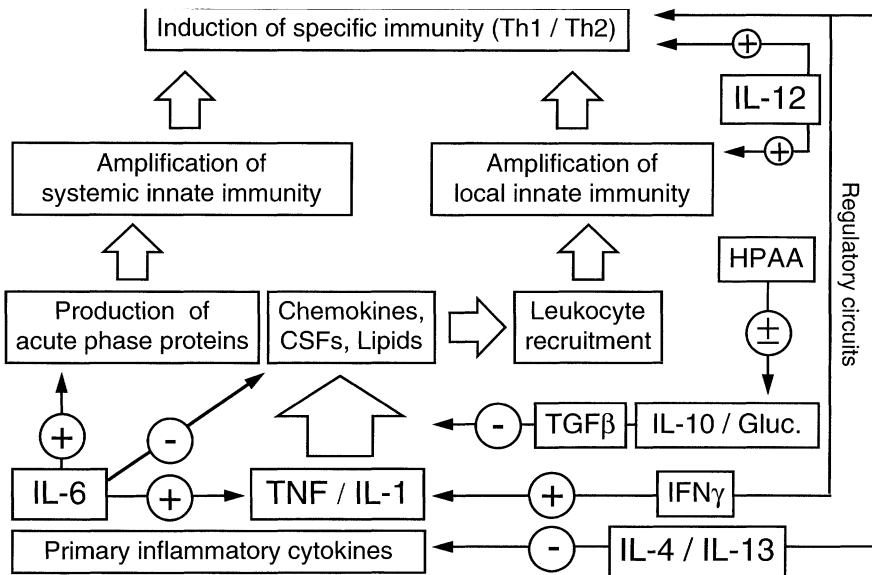 Induction of specific immunity (Th1 / Th2)
+
IL-12
+
Amplification of
systemic innate immunity
Amplification of
local innate immunity
Regulatory circuits
HPAA
±
Production of
acute phase proteins
Chemokines,
CSFs, Lipids
Leukocyte
recruitment
+
-
-
TGFβ
IL-10 / Gluc.
IL-6
+
TNF / IL-1
+
IFNγ
Primary inflammatory cytokines
-
IL-4 / IL-13